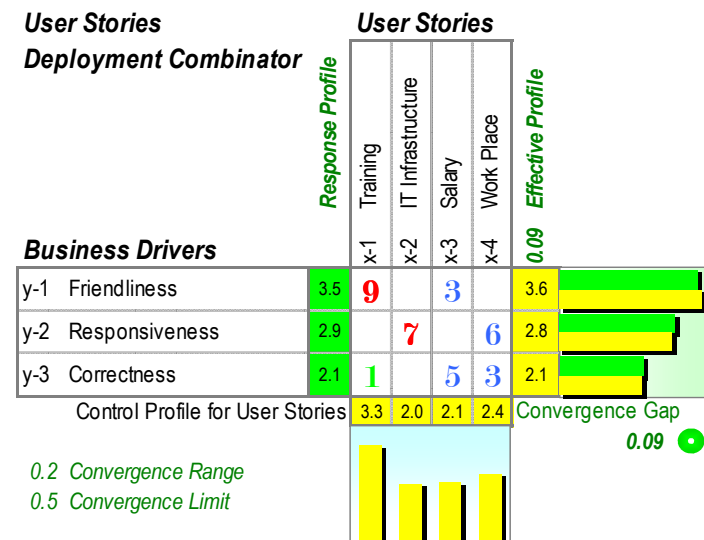 User Stories
Deployment Combinator
User Stories
Response Profile
Training
IT Infrastructure
Salary
Work Place
0.09 Effective Profile
Business Drivers
x-1 x-2 x-3 x-4
y-1 Friendliness 3.5 9 3 3.6
y-2 Responsiveness 2.9 7 6 2.8
y-3 Correctness 2.1 1 5 3 2.1
Control Profile for User Stories 3.3 2.0 2.1 2.4 Convergence Gap
0.09
0.2 Convergence Range
0.5 Convergence Limit